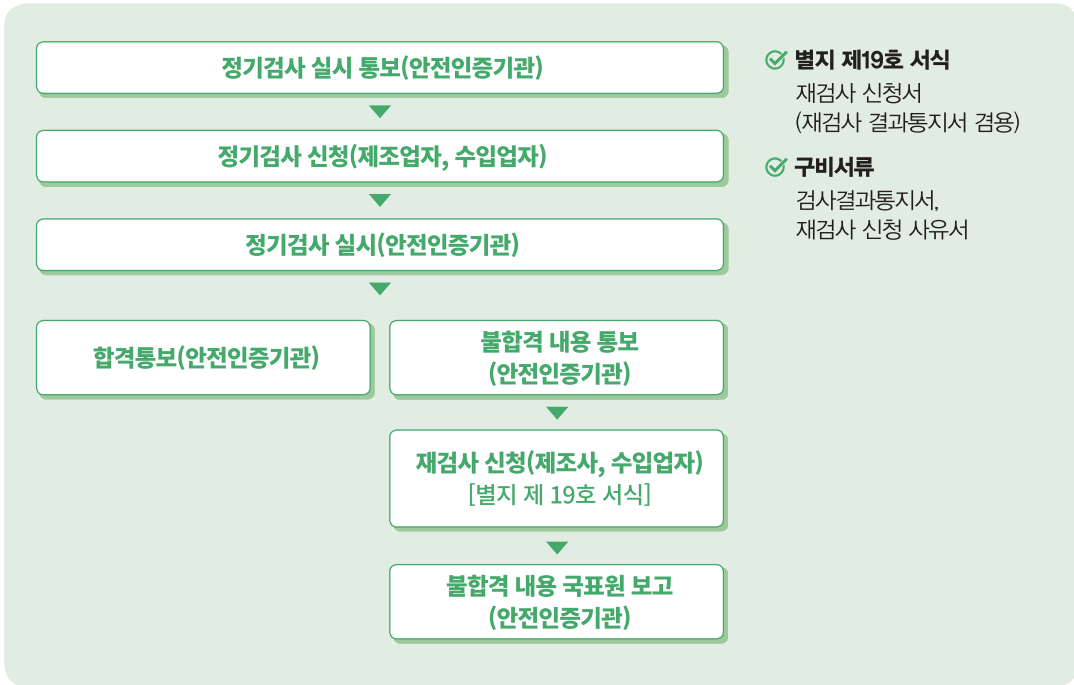 정기검사 실시 통보(안전인증기관)
정기검사 신청(제조업자, 수입업자)
정기검사 실시(안전인증기관)
합격통보(안전인증기관)
불합격 내용 통보
(안전인증기관)
재검사 신청(제조사, 수입업자)
[별지 제 19호 서식]
불합격 내용 국표원 보고
(안전인증기관)
별지 제19호 서식
재검사 신청서
(재검사 결과통지서 겸용)
구비서류
검사결과통지서,
재검사 신청 사유서